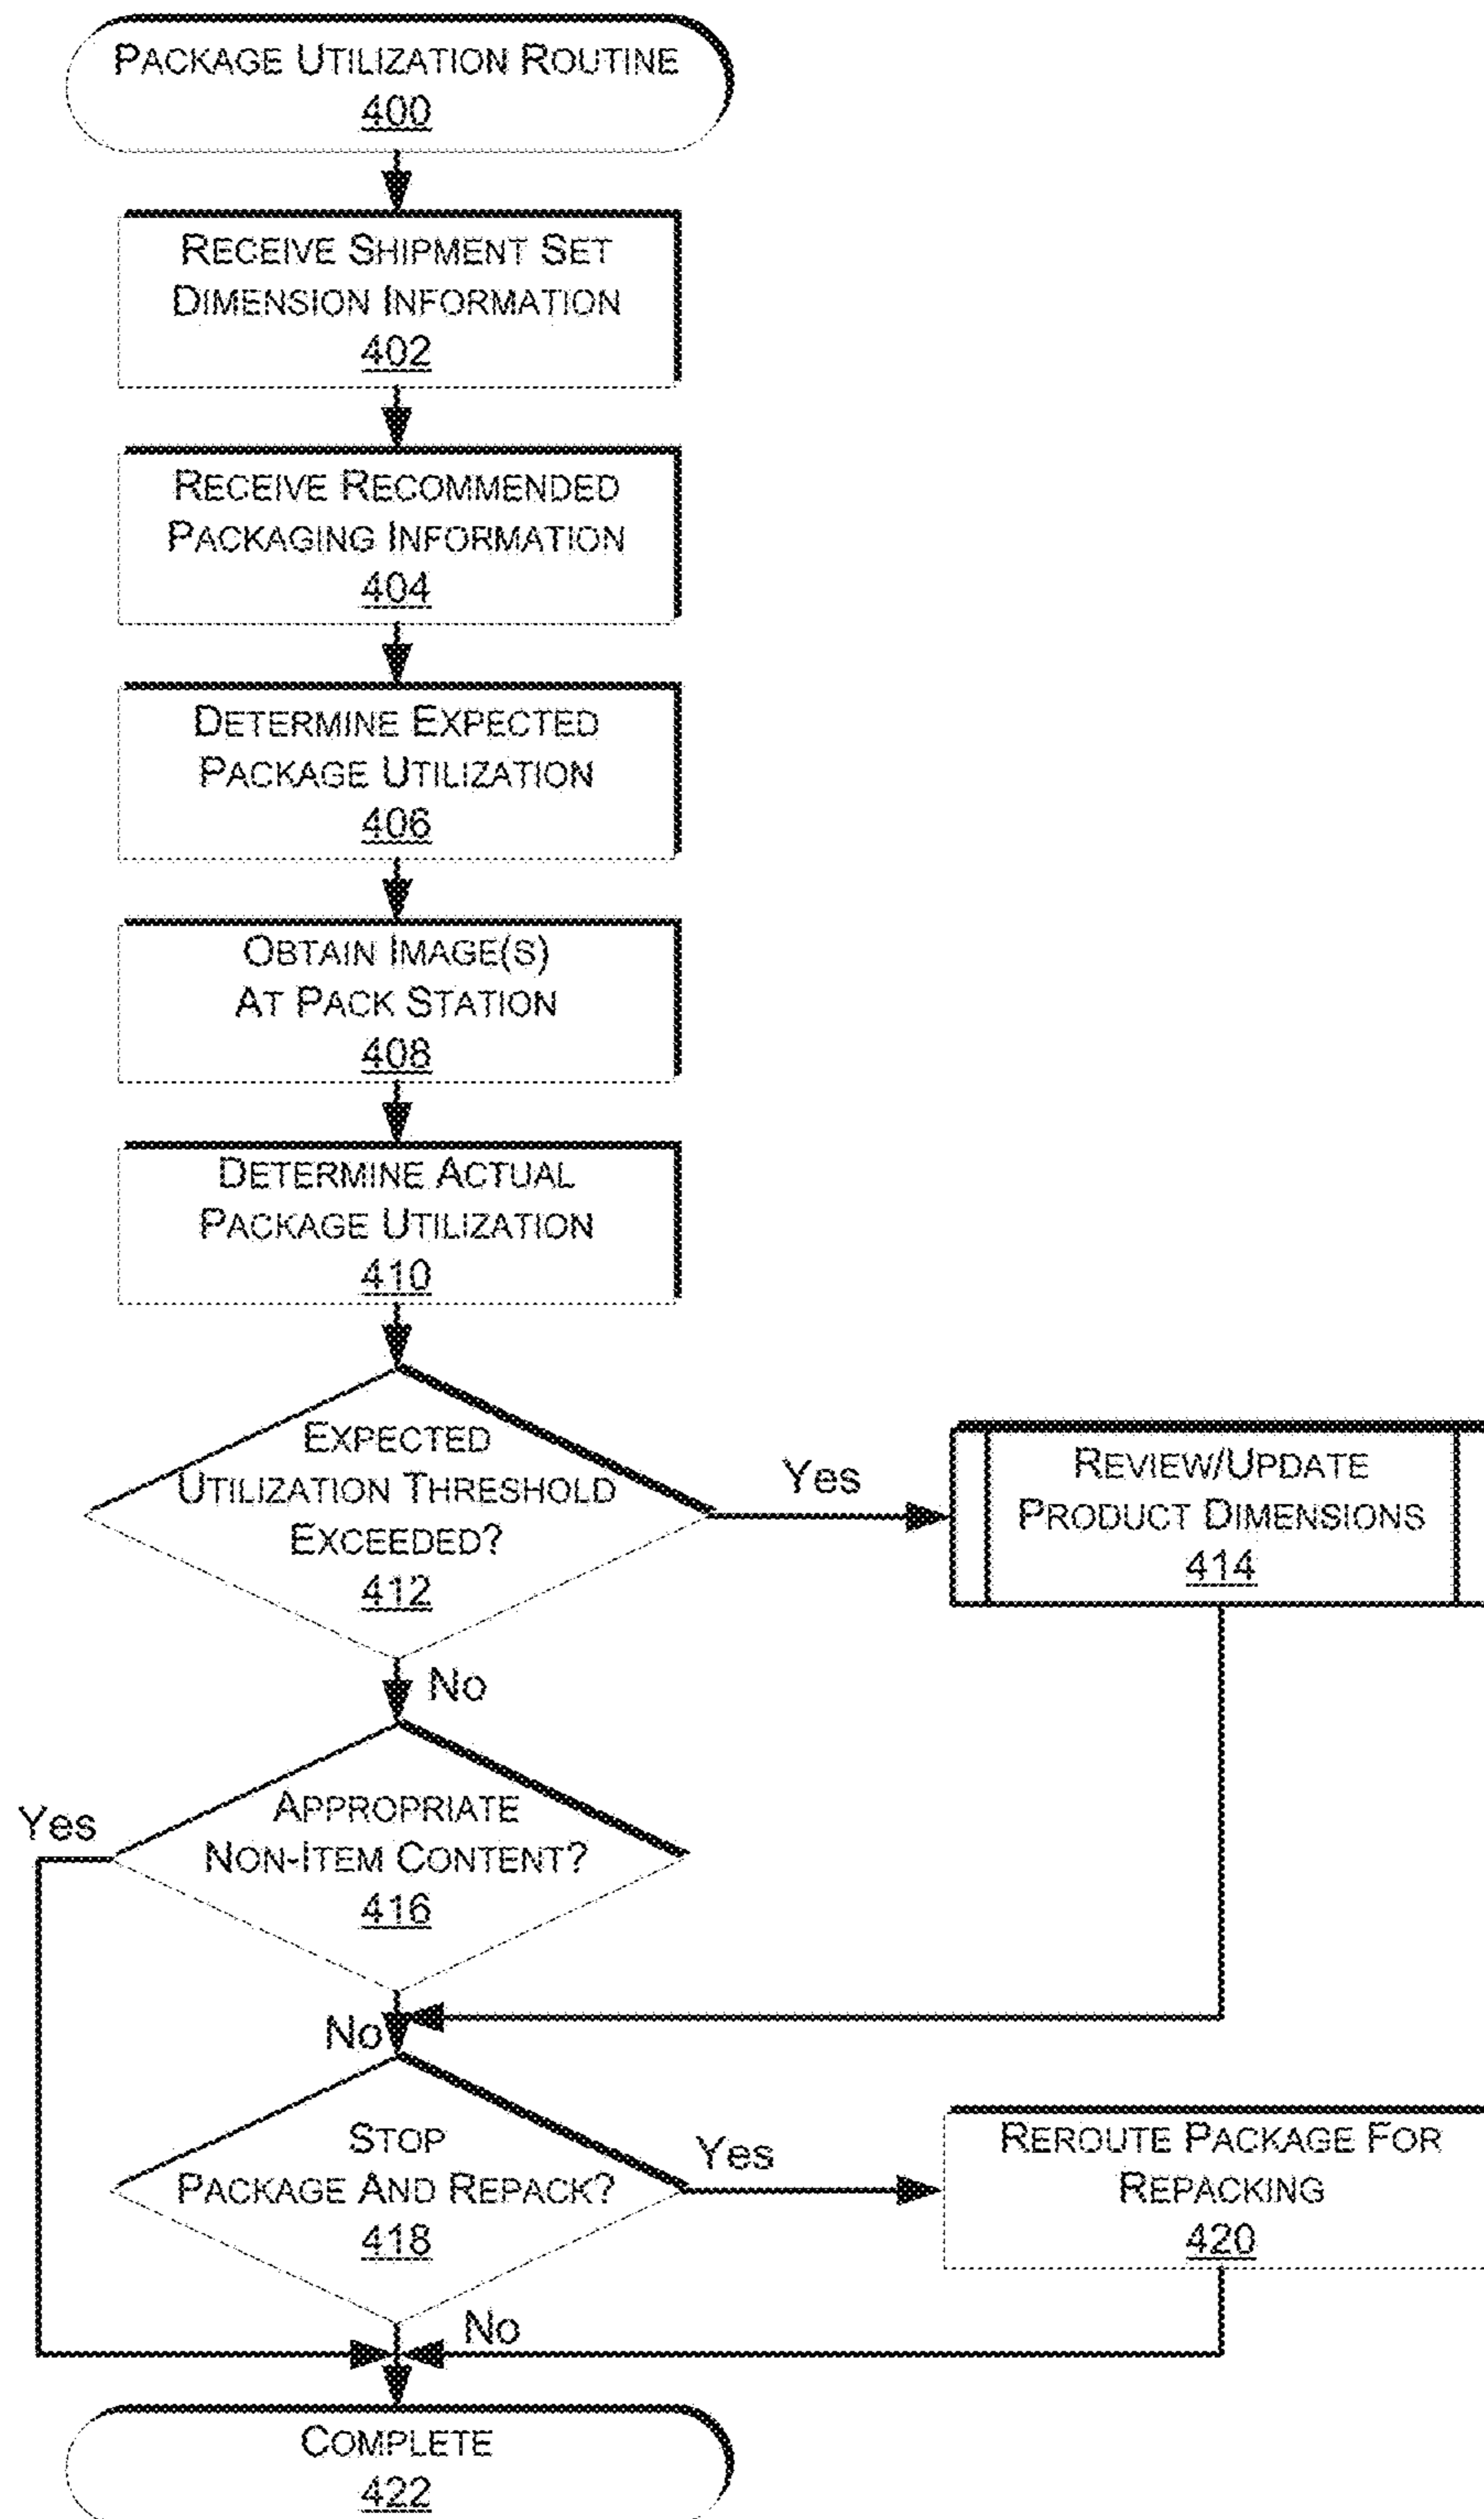 PACKAGE UTILIZATION ROUTINE
400
RECEIVE SHIPMENT SET
DIMENSION INFORMATION
402
RECEIVE RECOMMENDED
PACKAGING INFORMATION
404
DETERMINE EXPECTED
PACKAGE UTILIZATION
406
OBTAIN IMAGE(S)
AT PACK STATION
408
DETERMINE ACTUAL
PACKAGE UTILIZATION
410
EXPECTED
UTILIZATION THRESHOLD
EXCEEDED?
412
Yes
REVIEW/UPDATE
PRODUCT DIMENSIONS
414
No
APPROPRIATE
NON-ITEM CONTENT?
416
Yes
No
STOP
PACKAGE AND REPACK?
418
Yes
REROUTE PACKAGE FOR
REPACKING
420
No
COMPLETE
422